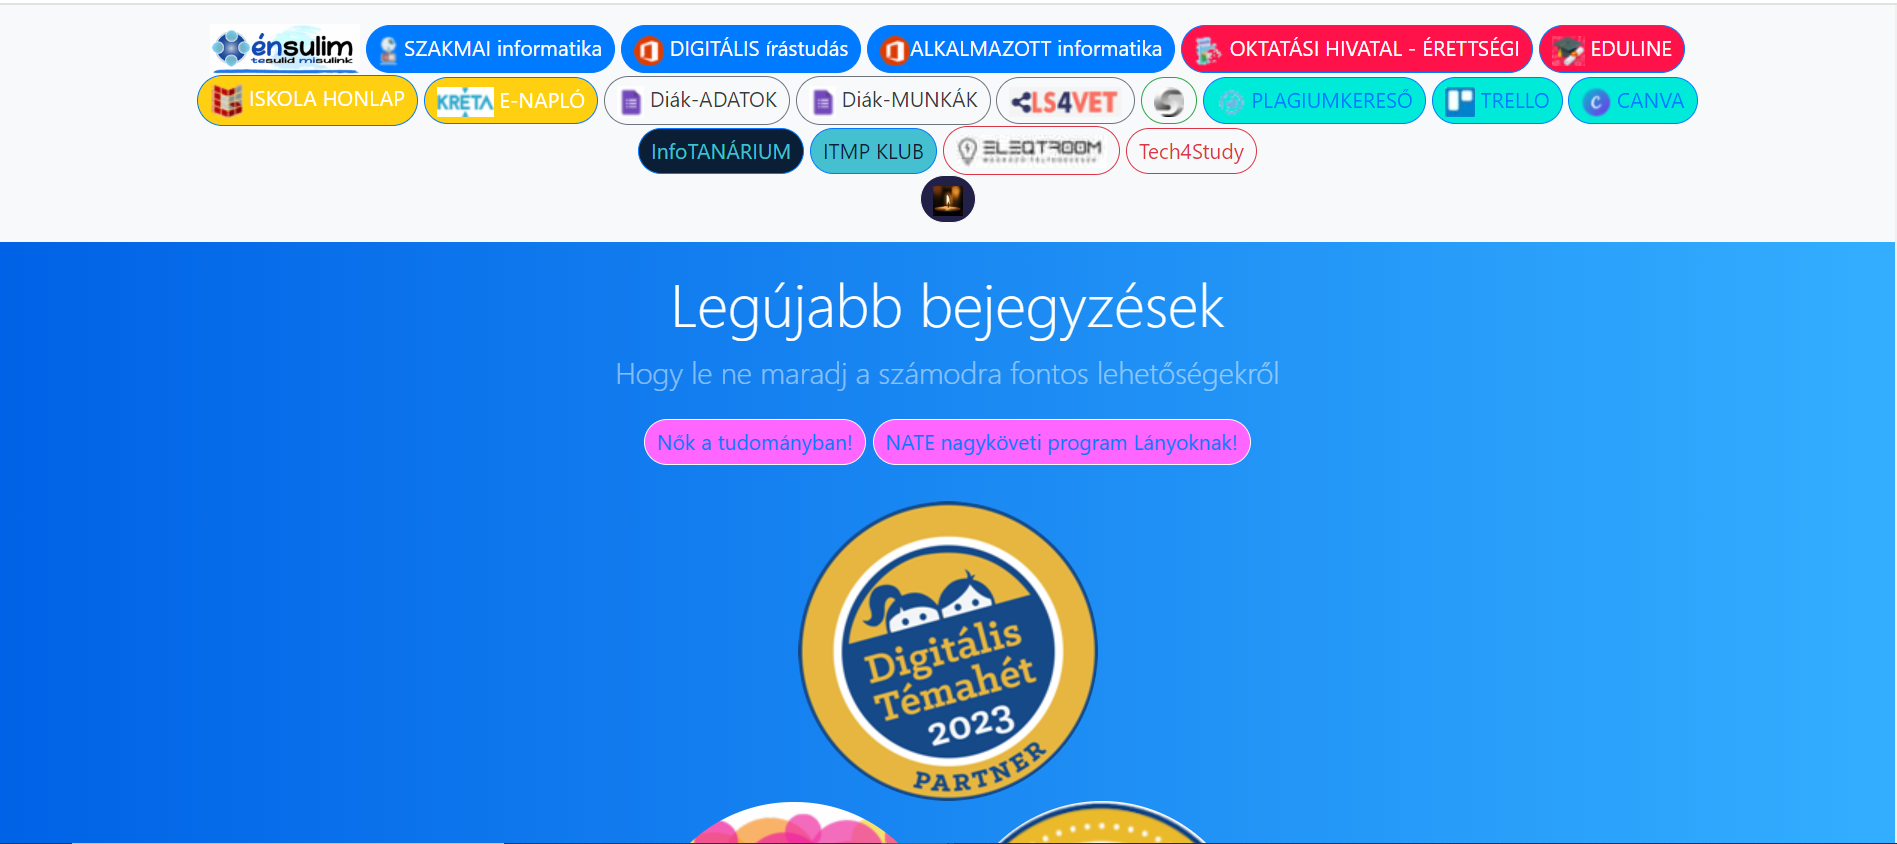 énsulim SZAKMAI informatika DIGITÁLIS írástudás ALKALMAZOTT informatika OKTATÁSI HIVATAL - ÉRETTSÉGI EDULINE
tesulid misulink
ISKOLA HONLAP KRÉTA E-NAPLÓ Diák-ADATOK Diák-MUNKÁK LS4VET PLAGIUMKERESŐ TRELLO CANVA
InfoTANÁRIUM ITMP KLUB ELEQTROOM Tech4Study
Legújabb bejegyzések
Hogy le ne maradj a számodra fontos lehetőségekről
Nők a tudományban! NATE nagyköveti program Lányoknak!
Digitális
Témahét
2023
PARTNER